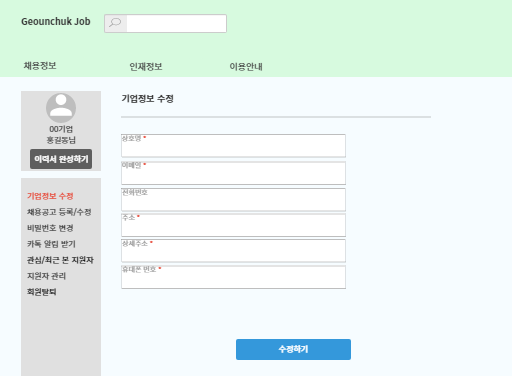 Geounchuk Job
채용정보
인재정보
이용안내
00기업
홍길동님
이력서 완성하기
기업정보 수정
채용공고 등록/수정
비밀번호 변경
카톡 알림 받기
관심/최근 본 지원자
지원자 관리
회원탈퇴
기업정보 수정
상호명 *
이메일 *
전화번호
주소 *
상세주소 *
휴대폰 번호 *
수정하기